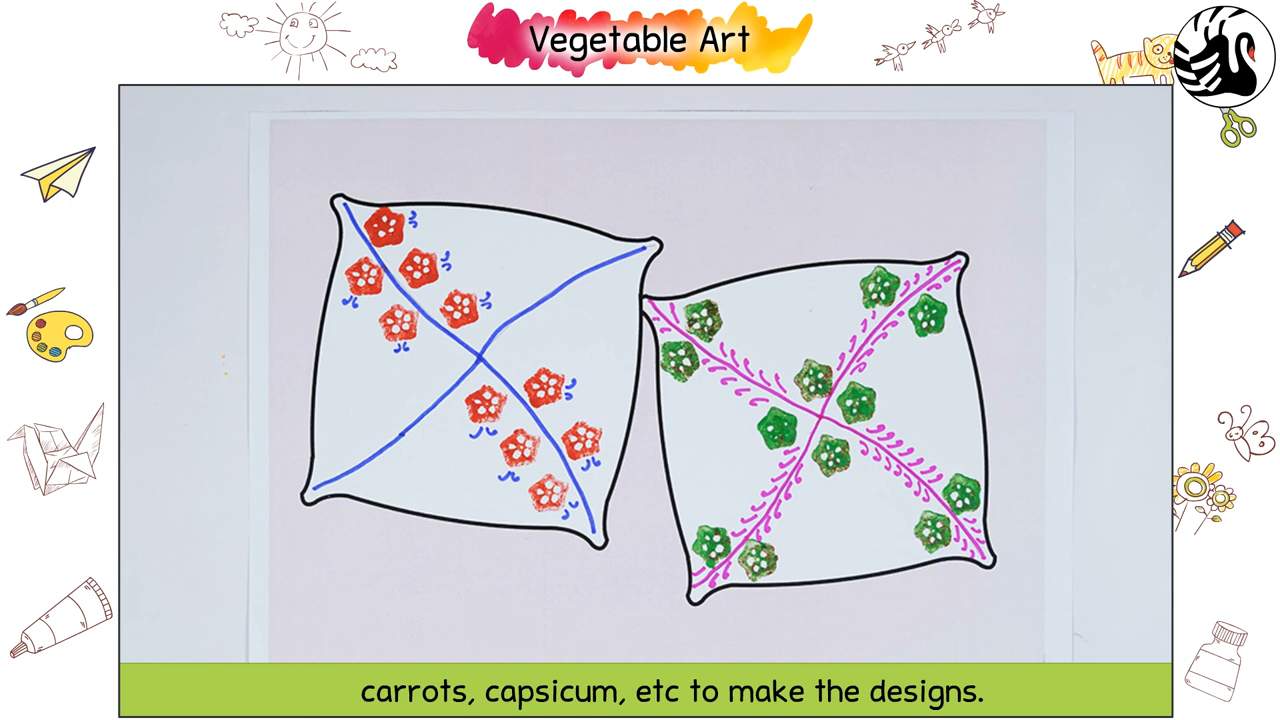 Vegetable Art
carrots, capsicum, etc to make the designs.